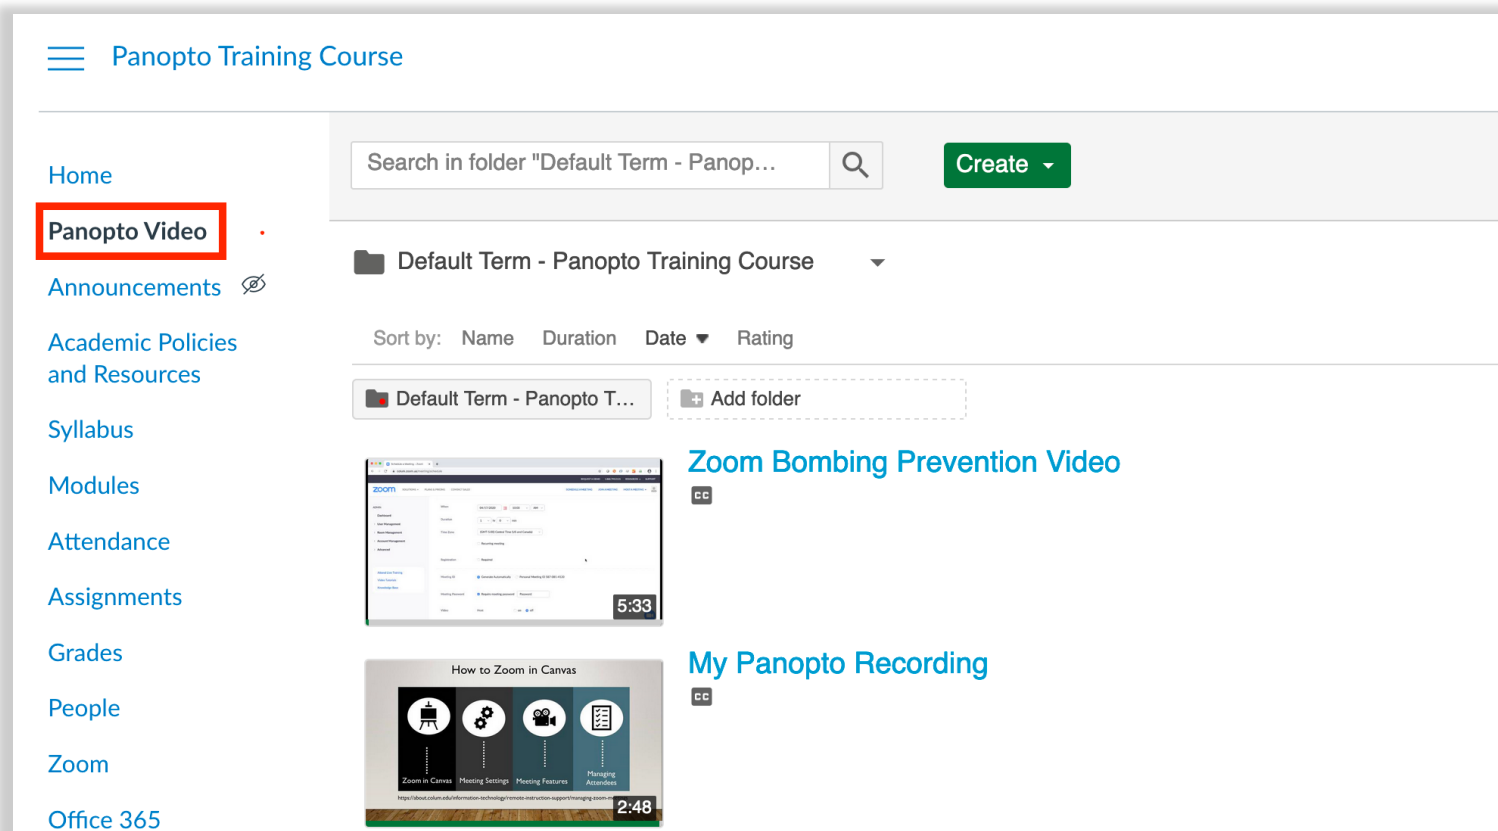 Panopto Training Course
Home
Panopto Video
Announcements
Academic Policies
and Resources
Syllabus
Modules
Attendance
Assignments
Grades
People
Zoom
Office 365
Search in folder "Default Term - Panop...
Create
Default Term - Panopto Training Course
Sort by: Name Duration Date Rating
Default Term - Panopto T... Add folder
Zoom Bombing Prevention Video
CC
zoom
5:33
My Panopto Recording
CC
How to Zoom in Canvas
Zoom in Canvas Meeting Settings Meeting Features Managing
Attendees
2:48